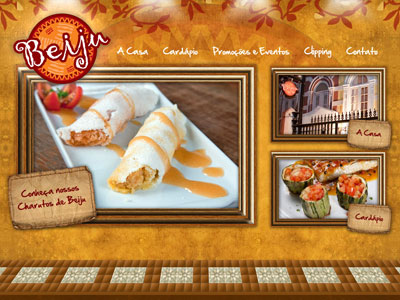 Beiju
A Casa Cardápio Promoções e Eventos Clipping Contato
A Casa
Conheça nossos
Charutos de Beiju
Cardápio